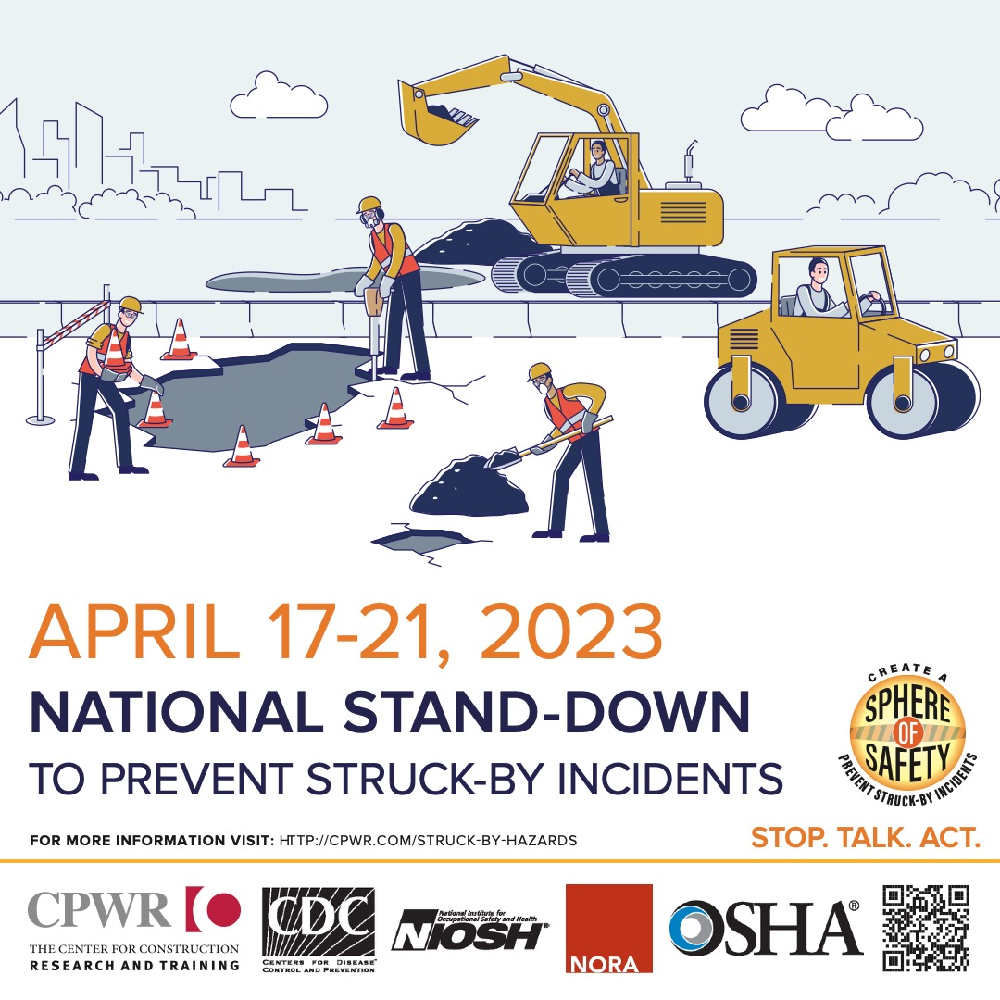 APRIL 17-21, 2023
NATIONAL STAND-DOWN
TO PREVENT STRUCK-BY INCIDENTS
CREATE A
SPHERE
OF
SAFETY
PREVENT STRUCK-BY INCIDENTS
FOR MORE INFORMATION VISIT: HTTP://CPWR.COM/STRUCK-BY-HAZARDS
STOP. TALK. ACT.
CPWR
THE CENTER FOR CONSTRUCTION
RESEARCH AND TRAINING
CDC
CENTERS FOR DISEASE
CONTROL AND PREVENTION
National Institute for
Occupational Safety and Health
NIOSH®
NORA
OSHA®